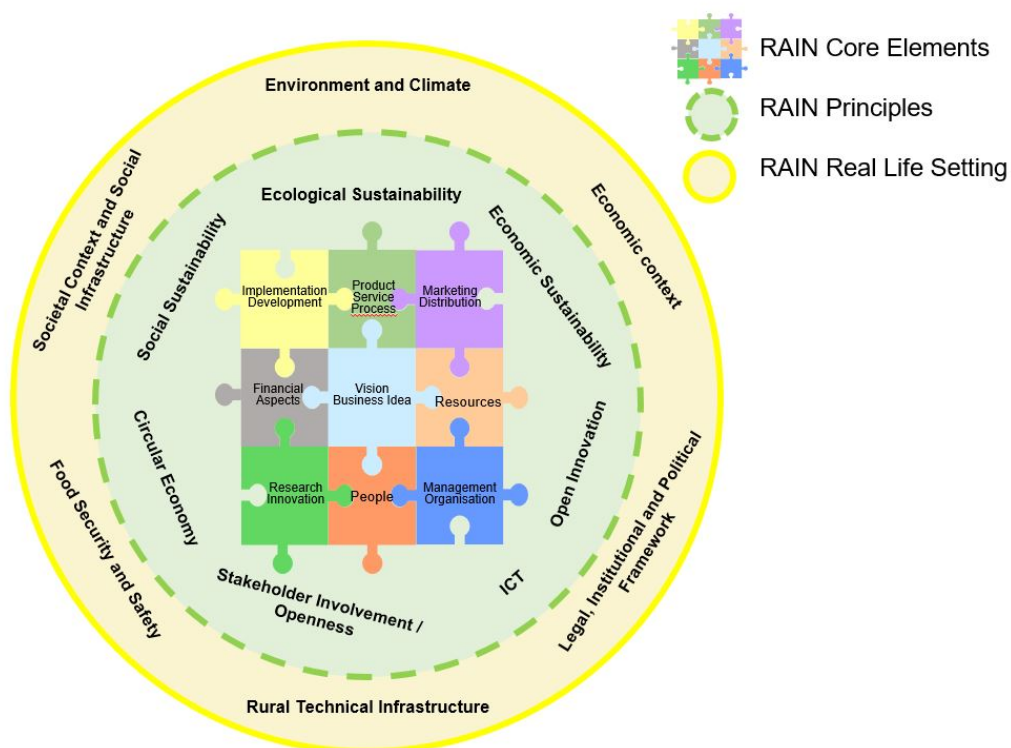 RAIN Core Elements
RAIN Principles
RAIN Real Life Setting
Environment and Climate
Societal Context and Social
Infrastructure
Economic context
Ecological Sustainability
Social Sustainability
Economic Sustainability
Implementation
Development
Product
Service
Process
Marketing
Distribution
Financial
Aspects
Vision
Business Idea
Resources
Research
Innovation
People
Management
Organisation
Circular Economy
Open Innovation
Stakeholder Involvement /
Openness
ICT
Food Security and Safety
Legal, Institutional and Political
Framework
Rural Technical Infrastructure